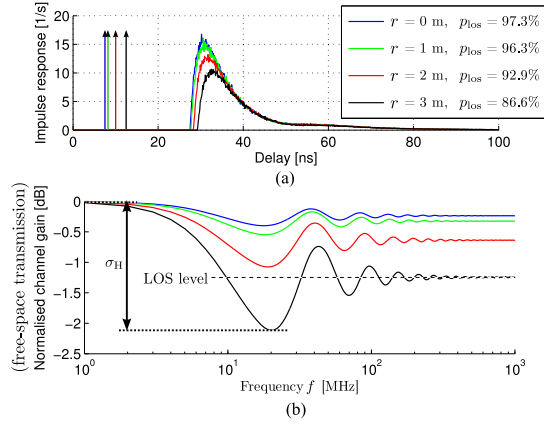 Impulse response [1/s]
20
15
10
5
0
0 20 40 60 80 100
Delay [ns]
r = 0 m, p_los = 97.3%
r = 1 m, p_los = 96.3%
r = 2 m, p_los = 92.9%
r = 3 m, p_los = 86.6%
(a)
(free-space transmission)
Normalised channel gain [dB]
0
−0.5
−1
−1.5
−2
−2.5
σ_H
LOS level
10^0 10^1 10^2 10^3
Frequency f [MHz]
(b)